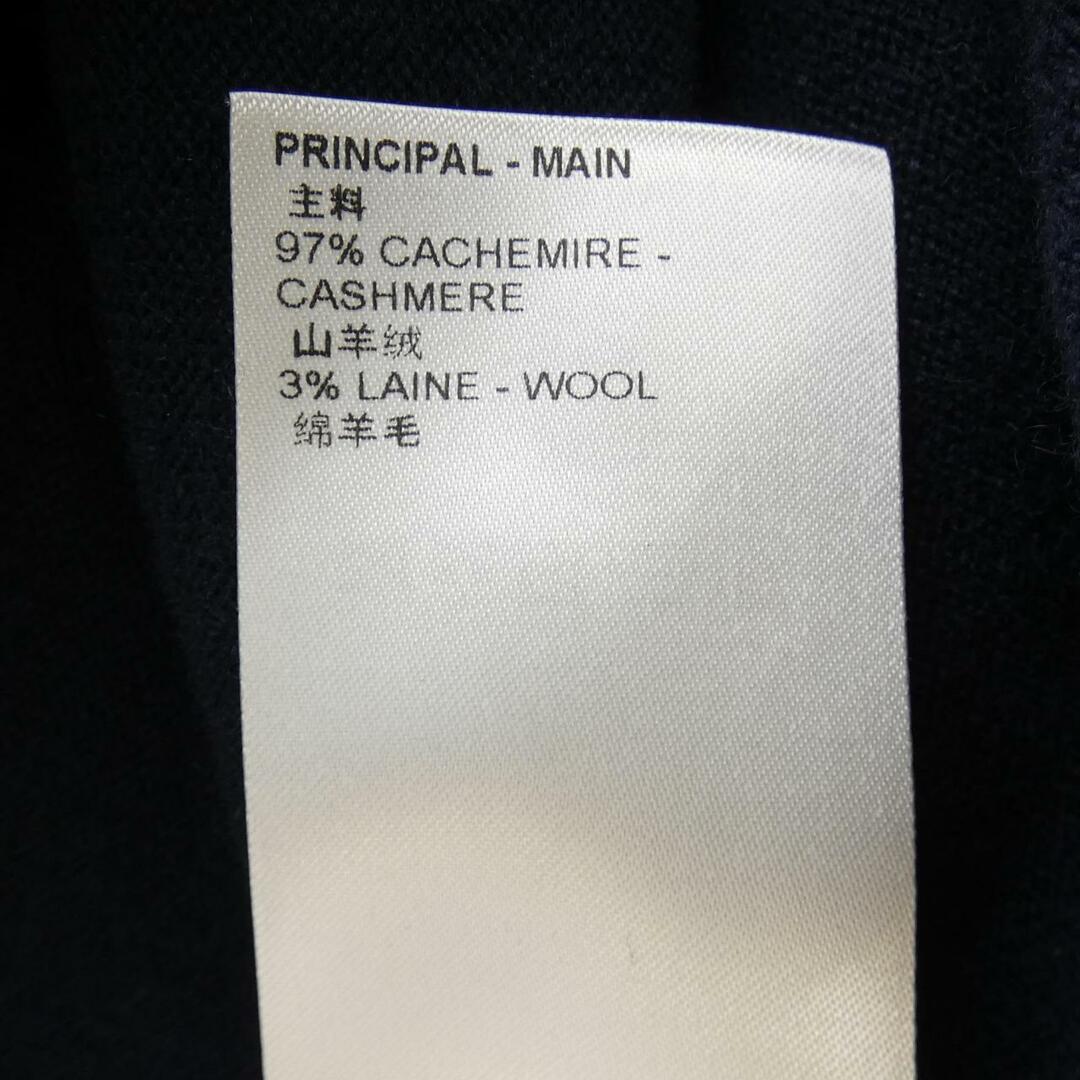 PRINCIPAL - MAIN
主料
97% CACHEMIRE -
CASHMERE
山羊绒
3% LAINE - WOOL
绵羊毛